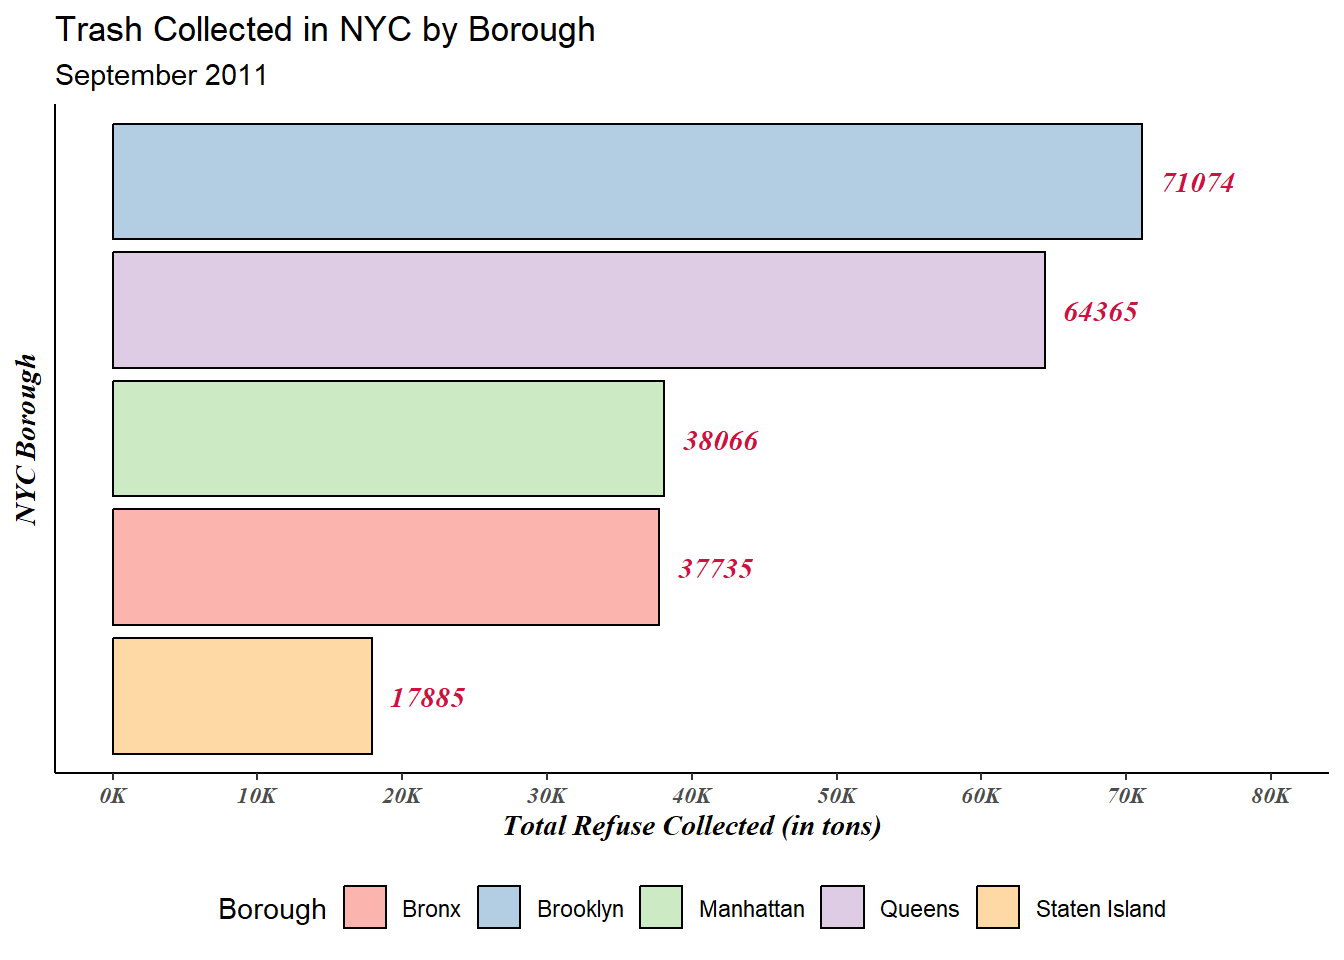 Trash Collected in NYC by Borough
September 2011
71074
64365
38066
37735
17885
NYC Borough
0K 10K 20K 30K 40K 50K 60K 70K 80K
Total Refuse Collected (in tons)
Borough Bronx Brooklyn Manhattan Queens Staten Island